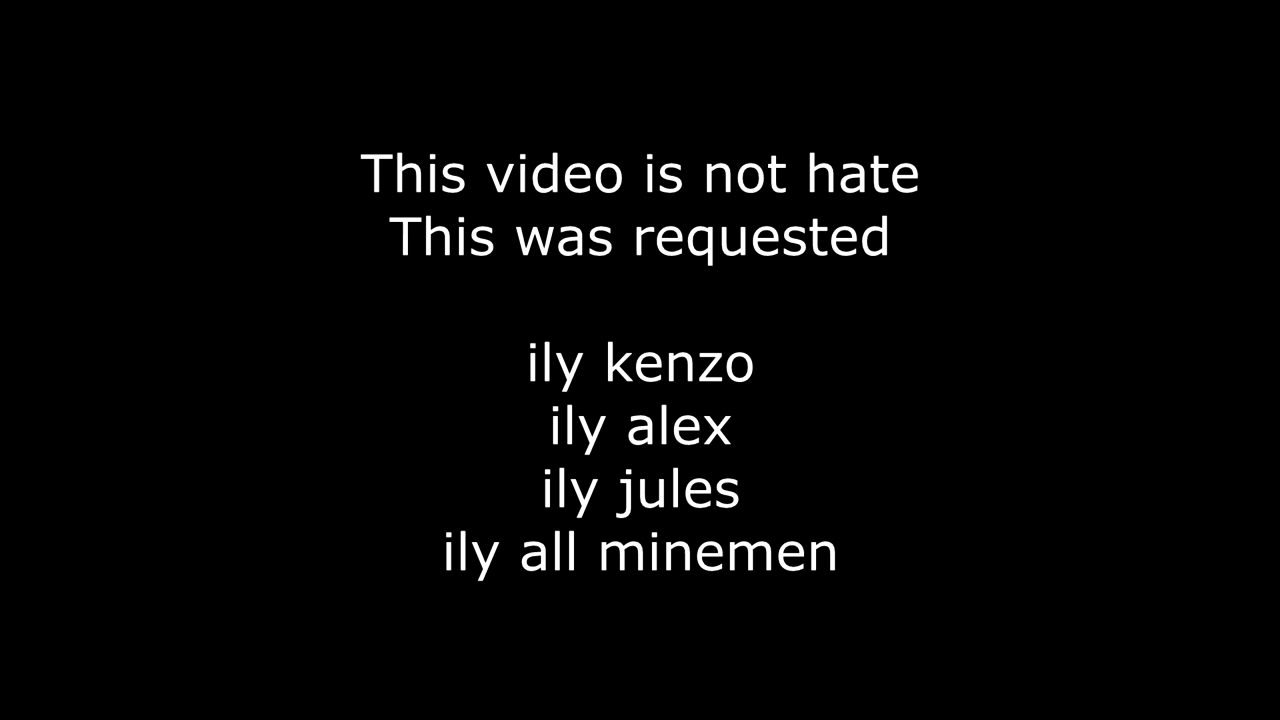 This video is not hate
This was requested
ily kenzo
ily alex
ily jules
ily all minemen